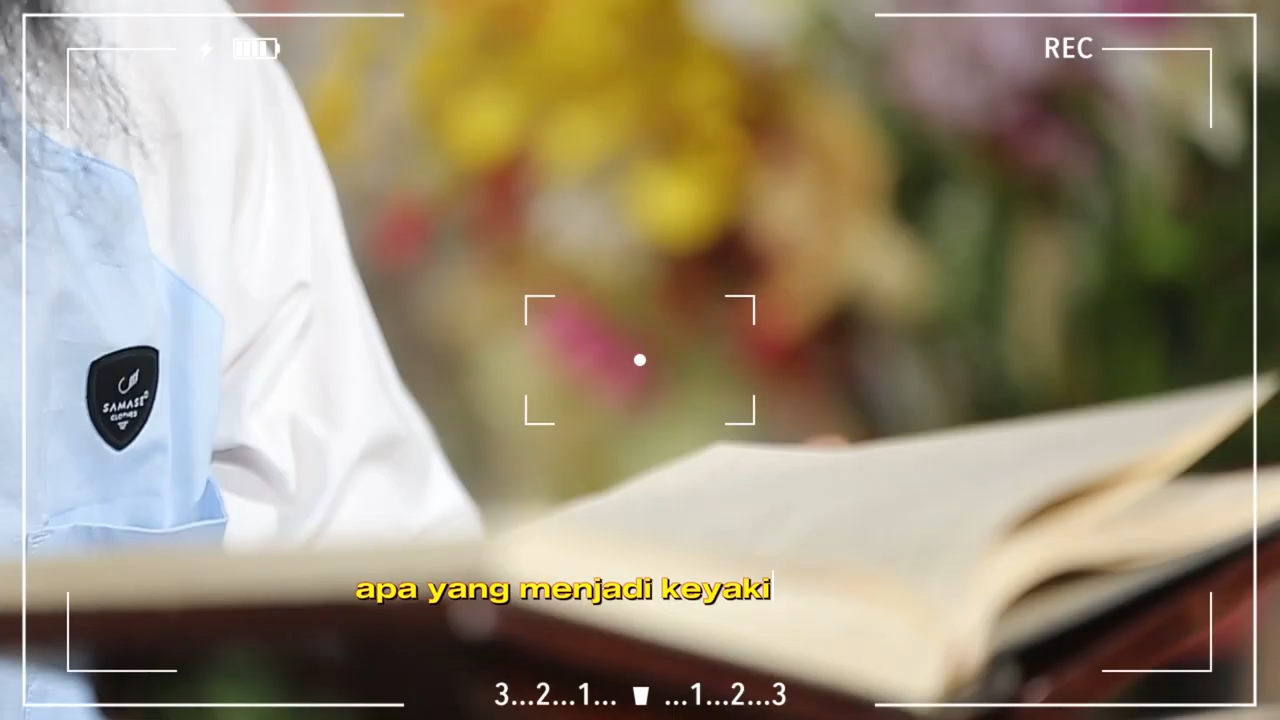 REC
SAMASE
CLOTHES
apa yang menjadi keyaki
3...2...1... ...1...2...3